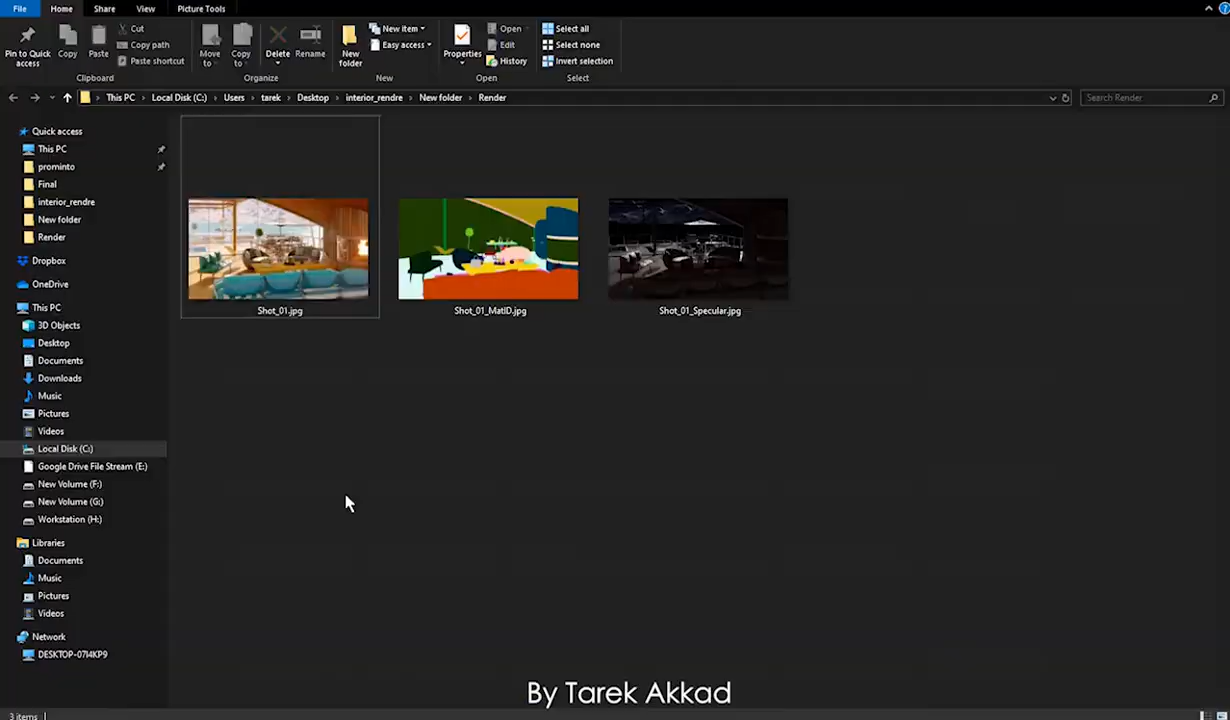 File Home Share View Picture Tools
Pin to Quick access
Copy
Paste
Cut
Copy path
Paste shortcut
Clipboard
Move to
Copy to
Delete
Rename
Organize
New folder
New item
Easy access
New
Properties
Open
Edit
History
Open
Select all
Select none
Invert selection
Select
This PC › Local Disk (C:) › Users › tarek › Desktop › interior_rendre › New folder › Render
Search Render
Quick access
This PC
prominto
Final
interior_rendre
New folder
Render
Dropbox
OneDrive
This PC
3D Objects
Desktop
Documents
Downloads
Music
Pictures
Videos
Local Disk (C:)
Google Drive File Stream (E:)
New Volume (F:)
New Volume (G:)
Workstation (H:)
Libraries
Documents
Music
Pictures
Videos
Network
DESKTOP-07I4KP9
Shot_01.jpg
Shot_01_MatID.jpg
Shot_01_Specular.jpg
By Tarek Akkad
3 items